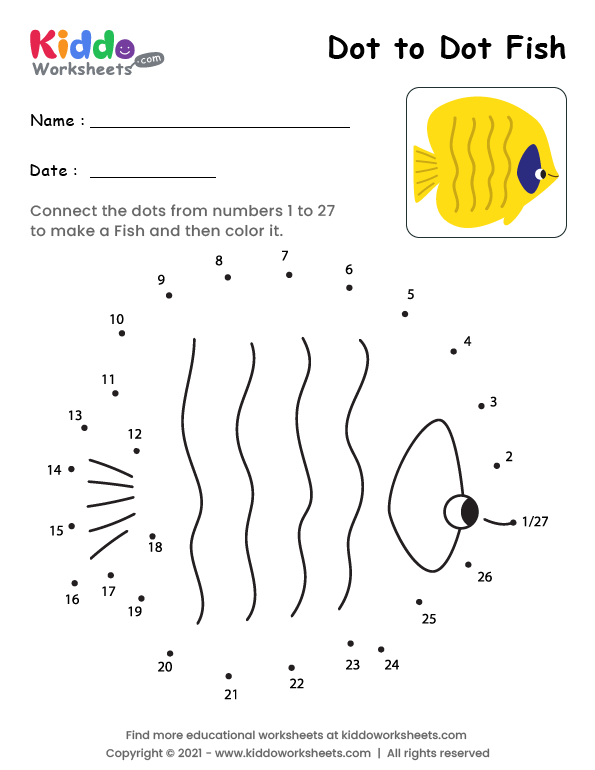 Kiddo
Worksheets
.com
Dot to Dot Fish
Name :
Date :
Connect the dots from numbers 1 to 27
to make a Fish and then color it.
8
7
6
9
5
10
4
11
3
13
12
2
14
15
1/27
18
26
16
17
19
25
20
23
24
22
21
Find more educational worksheets at kiddoworksheets.com
Copyright © 2021 - www.kiddoworksheets.com | All rights reserved